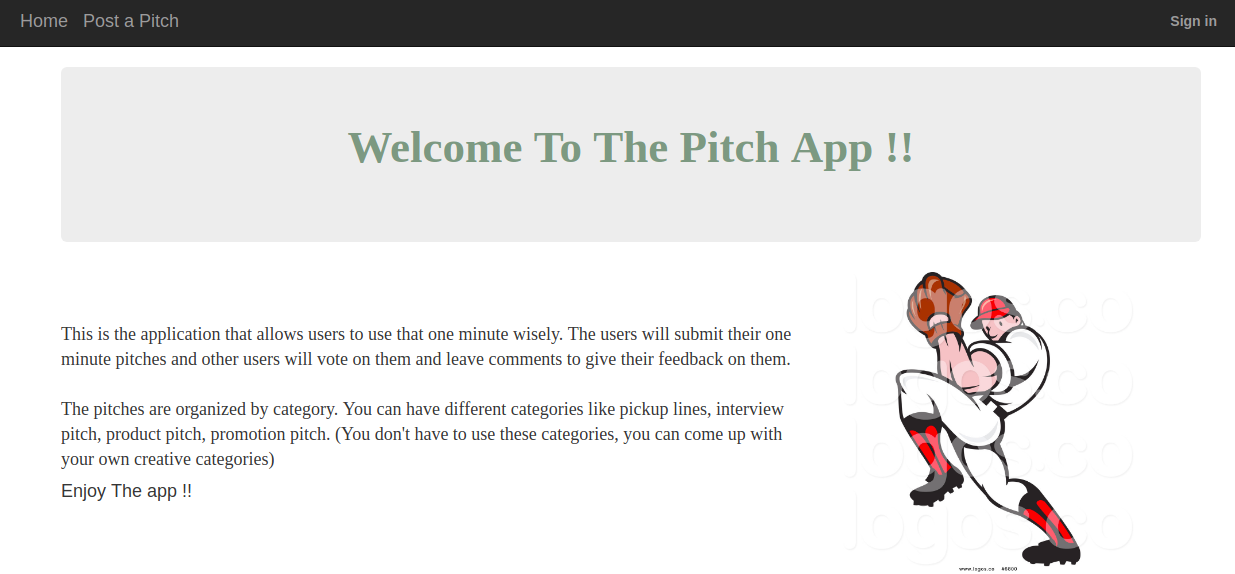 Home Post a Pitch Sign in
Welcome To The Pitch App !!
This is the application that allows users to use that one minute wisely. The users will submit their one
minute pitches and other users will vote on them and leave comments to give their feedback on them.
The pitches are organized by category. You can have different categories like pickup lines, interview
pitch, product pitch, promotion pitch. (You don't have to use these categories, you can come up with
your own creative categories)
Enjoy The app !!
logos.co
logos.co
logos.co
logos.co
www.logos.co #6800